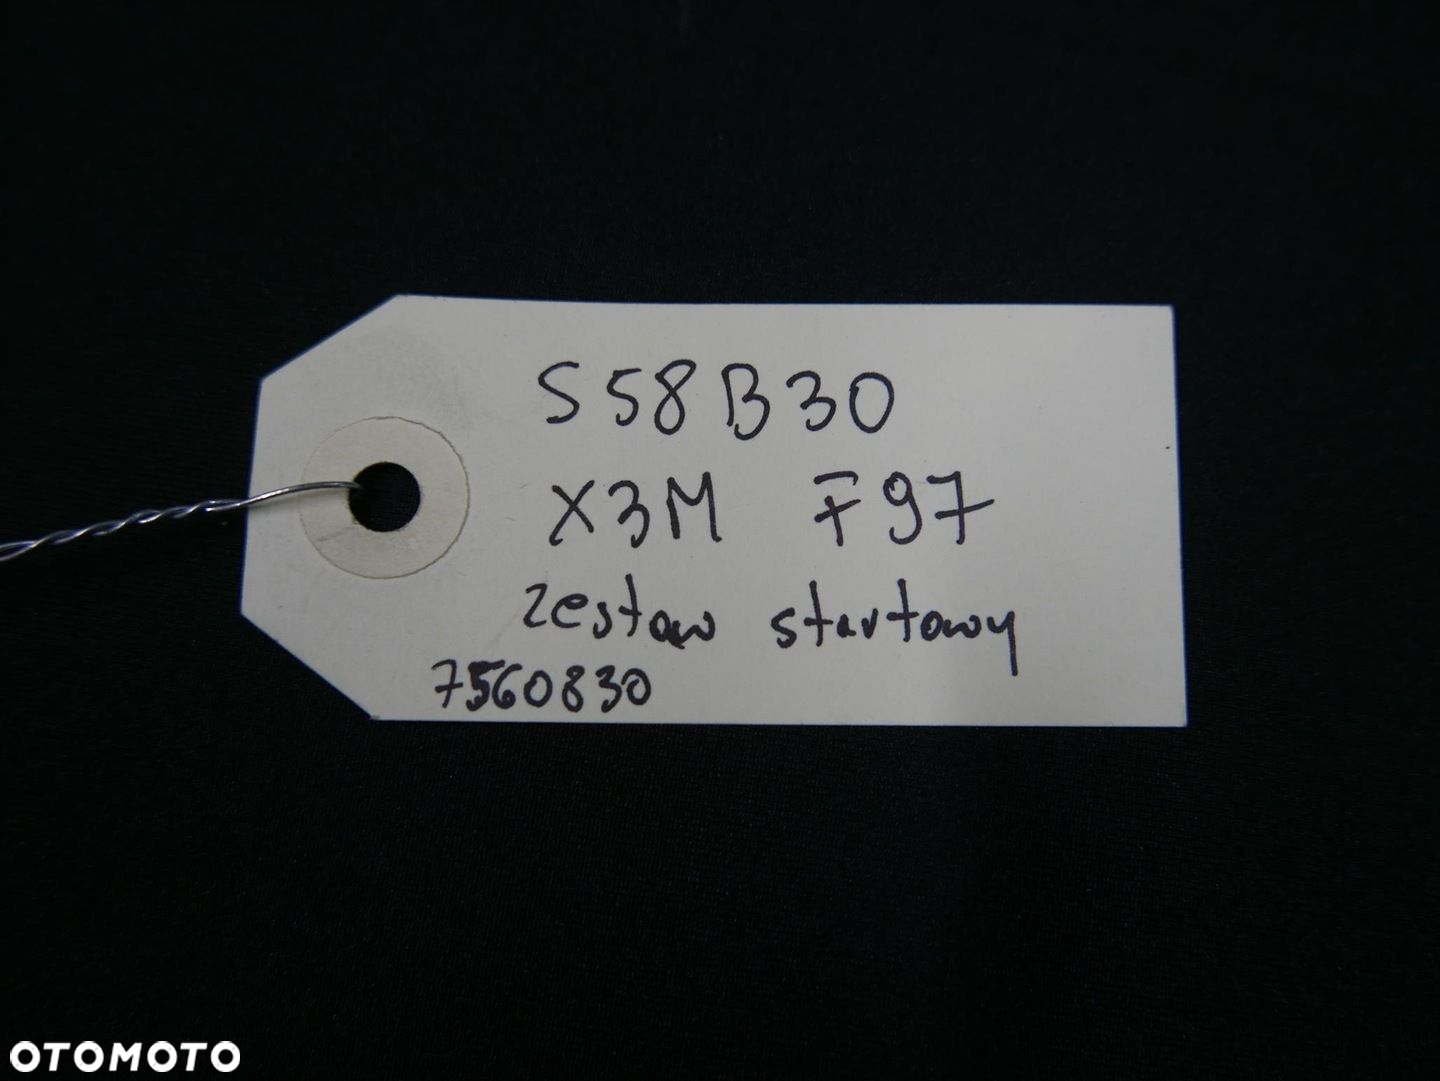 S58B30
X3M F97
zestaw startowy
7560830
OTOMOTO